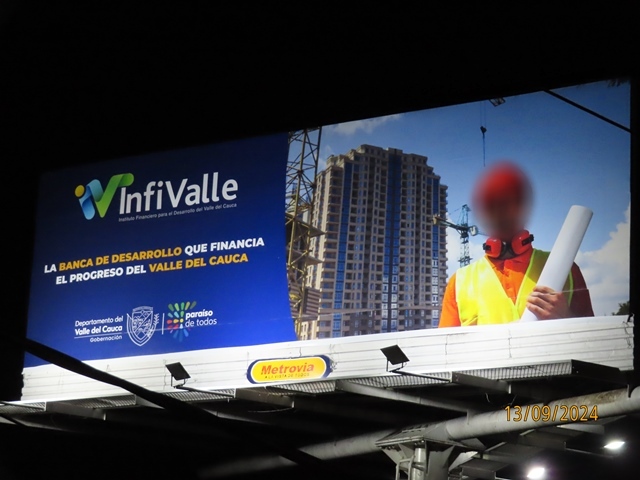 InfiValle
Instituto Financiero para el Desarrollo del Valle del Cauca
LA BANCA DE DESARROLLO QUE FINANCIA
EL PROGRESO DEL VALLE DEL CAUCA
Departamento del
Valle del Cauca
Gobernación
paraíso
de todos
Metrovia
13/09/2024